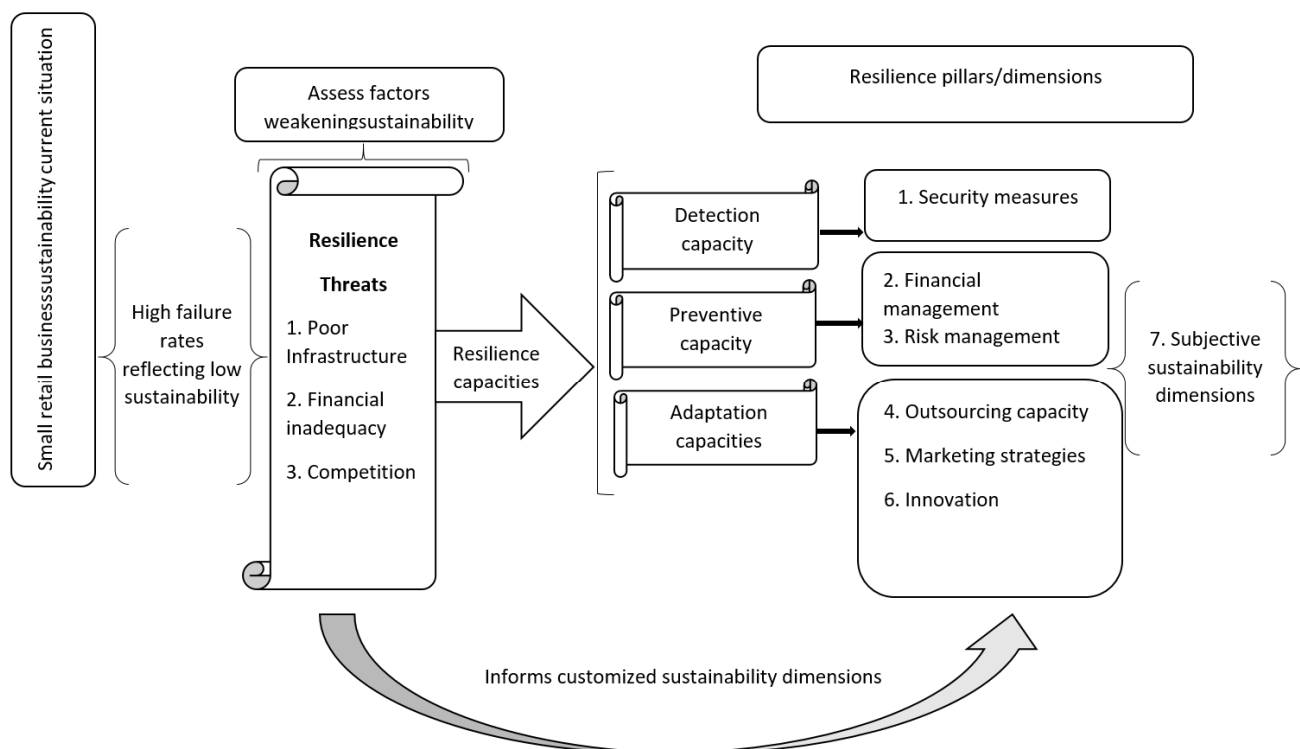 Small retail businesssustainability current situation
High failure
rates
reflecting low
sustainability
Assess factors
weakeningsustainability
Resilience
Threats
1. Poor
Infrastructure
2. Financial
inadequacy
3. Competition
Resilience
capacities
Resilience pillars/dimensions
Detection
capacity
Preventive
capacity
Adaptation
capacities
1. Security measures
2. Financial
management
3. Risk management
4. Outsourcing capacity
5. Marketing strategies
6. Innovation
7. Subjective
sustainability
dimensions
Informs customized sustainability dimensions